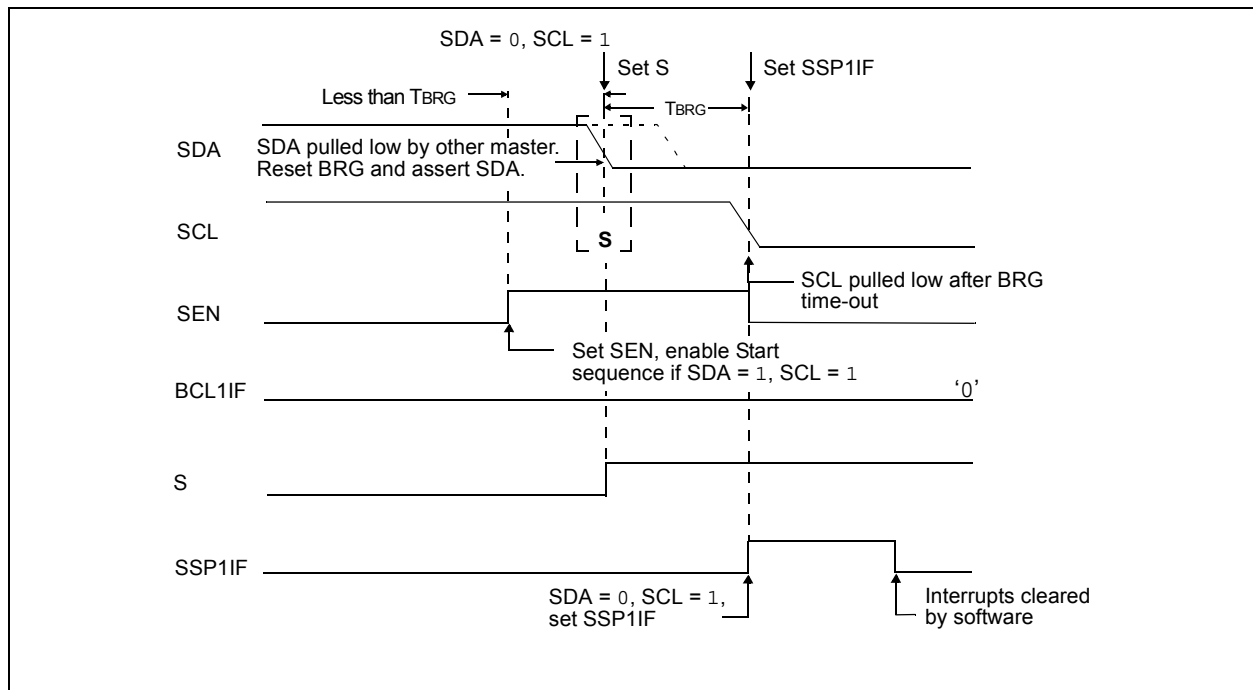 SDA = 0, SCL = 1
Set S
Set SSP1IF
Less than TBRG
TBRG
SDA
SDA pulled low by other master.
Reset BRG and assert SDA.
SCL
S
SCL pulled low after BRG
time-out
SEN
Set SEN, enable Start
sequence if SDA = 1, SCL = 1
BCL1IF
‘0’
S
SSP1IF
SDA = 0, SCL = 1,
set SSP1IF
Interrupts cleared
by software